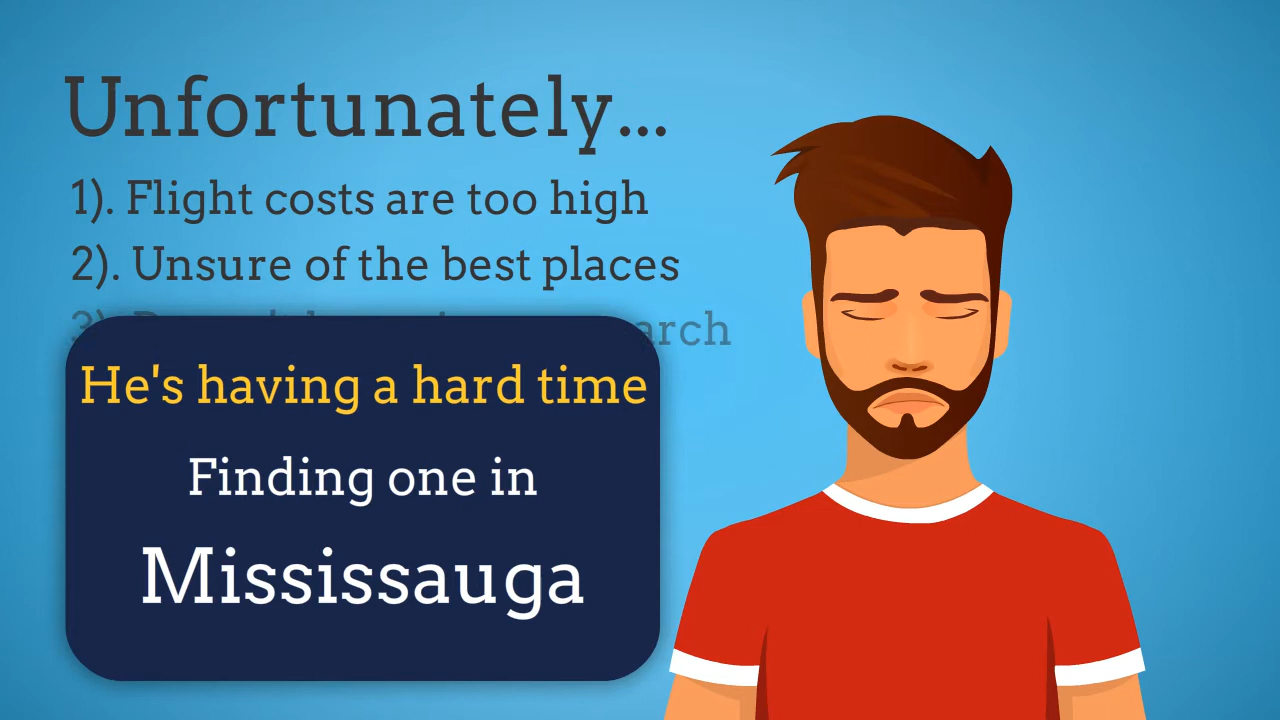 Unfortunately...
1). Flight costs are too high
2). Unsure of the best places
3).
He's having a hard time
Finding one in
Mississauga